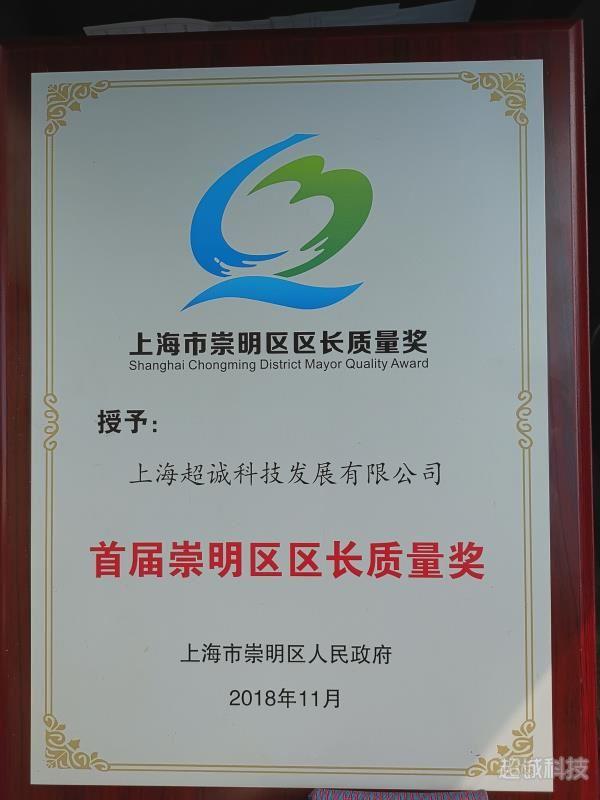 上海市崇明区区长质量奖
Shanghai Chongming District Mayor Quality Award
授予：
上海超诚科技发展有限公司
首届崇明区区长质量奖
上海市崇明区人民政府
2018年11月
超诚科技